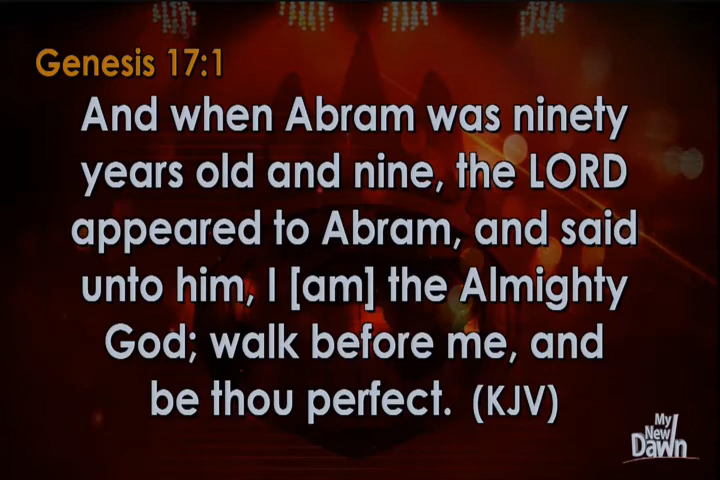 Genesis 17:1
And when Abram was ninety
years old and nine, the LORD
appeared to Abram, and said
unto him, I [am] the Almighty
God; walk before me, and
be thou perfect. (KJV)
My
New
Dawn